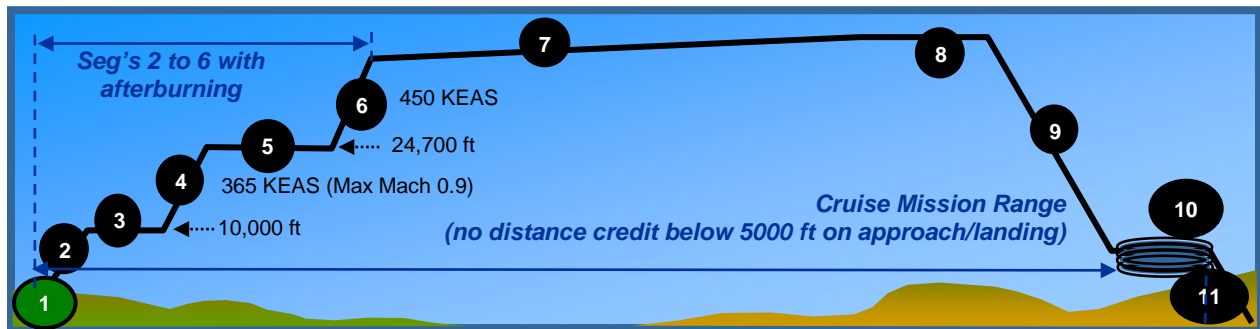 Seg's 2 to 6 with
afterburning
7
8
6
450 KEAS
5
24,700 ft
9
4
365 KEAS (Max Mach 0.9)
3
10,000 ft
2
Cruise Mission Range
(no distance credit below 5000 ft on approach/landing)
10
1
11